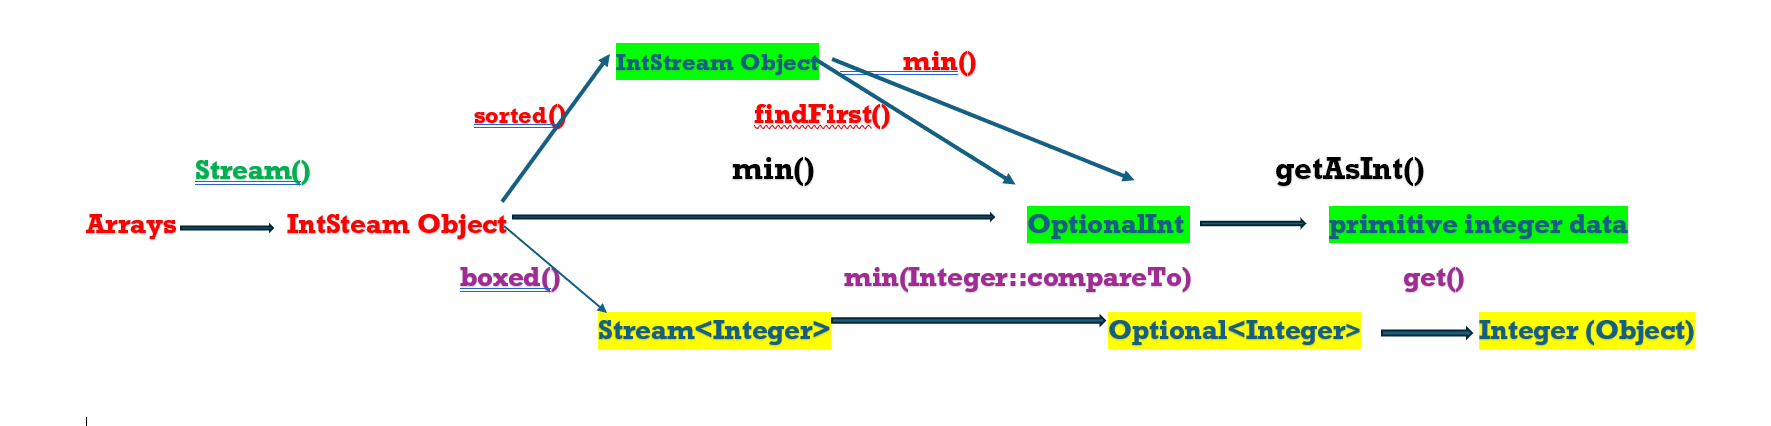 IntStream Object min()
sorted() findFirst()
Stream() min() getAsInt()
Arrays IntSteam Object OptionalInt primitive integer data
boxed() min(Integer::compareTo) get()
Stream<Integer> Optional<Integer> Integer (Object)